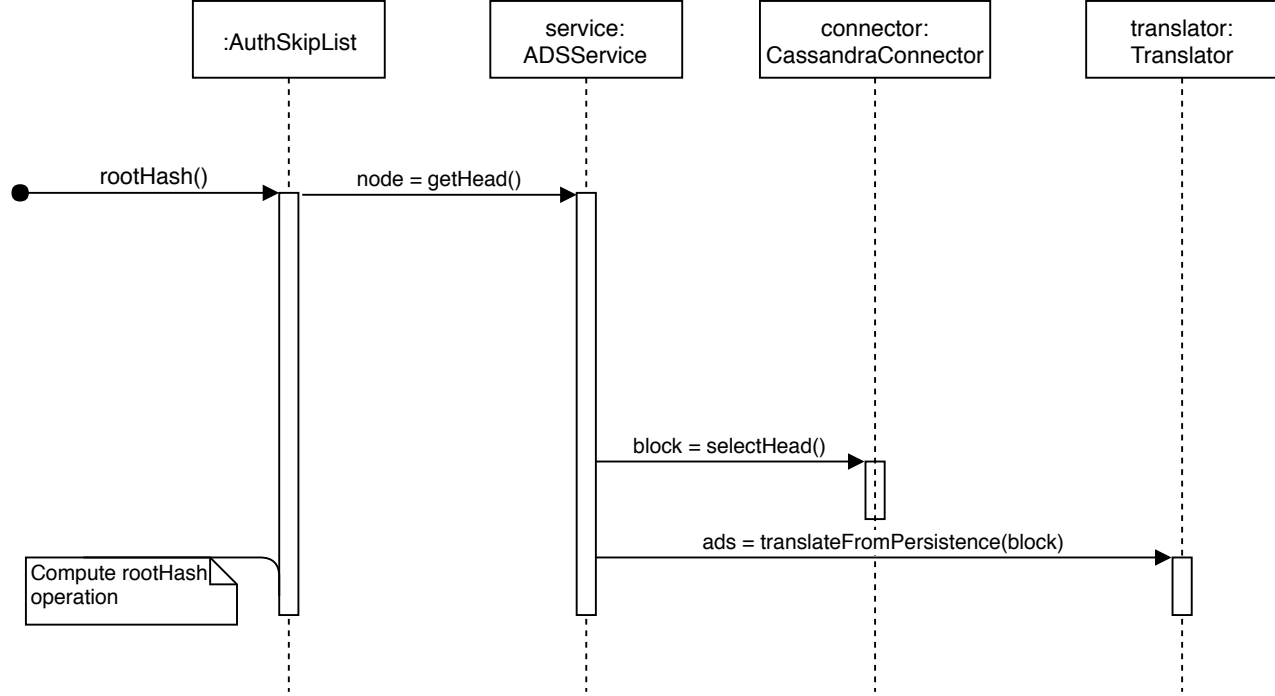 :AuthSkipList
service:
ADSService
connector:
CassandraConnector
translator:
Translator
rootHash()
node = getHead()
block = selectHead()
ads = translateFromPersistence(block)
Compute rootHash
operation